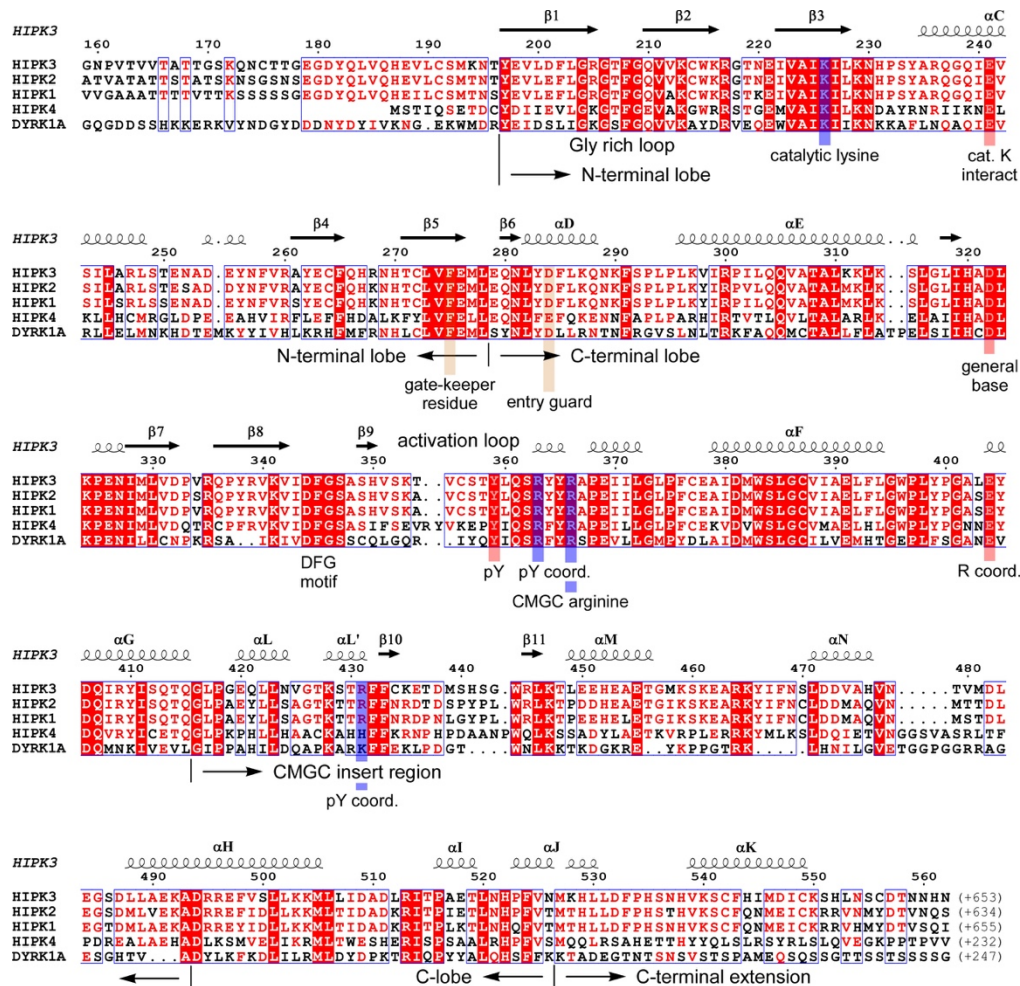 HIPK3 β1 β2 β3 αC
160 170 180 190 200 210 220 230 240
HIPK3 GNPVTVVTATTGSKQNCTTGEGDYQLVQHEVLCSMKNTYEVLDFLGRGTFGQVVKCWKRGTNEIVAIKILKNHPSYARQGQIEV
HIPK2 ATVATATTSTATSKNSGSNSEGDYQLVQHEVLCSMTNTYEVLEFLGRGTFGQVVKCWKRGTNEIVAIKILKNHPSYARQGQIEV
HIPK1 VVGAAATTTTVTTKSSSSSGEGDYQLVQHEILCSMTNSYEVLEFLGRGTFGQVAKCWKRSTKEIVAIKILKNHPSYARQGQIEV
HIPK4 MSTIQSETDCYDIIEVLGKGTFGEVAKGWRRSTGEMVAIKILKNDAYRNRIIKNEL
DYRK1A GQGDDSSHKKERKVYNDGYDDDNYDYIVKNG.EKWMDRYEIDSLIGKGSFGQVVKAYDRVEQEWVAIKIIKNKKAFLNQAQIEV
Gly rich loop
catalytic lysine
cat. K
interact
N-terminal lobe
HIPK3 β4 β5 β6 αD αE
250 260 270 280 290 300 310 320
HIPK3 SILARLSTENAD.EYNFVRAYECFQHRNHTCLVFEMLEQNLYDFLKQNKFSPLPLKVIRPILQQVATALKKLK..SLGLIHADL
HIPK2 SILARLSTESAD.DYNFVRAYECFQHKNHTCLVFEMLEQNLYDFLKQNKFSPLPLKYIRPVLQQVATALMKLK..SLGLIHADL
HIPK1 SILSRLSSENAD.EYNFVRSYECFQHKNHTCLVFEMLEQNLYDFLKQNKFSPLPLKYIRPILQQVATALMKLK..SLGLIHADL
HIPK4 KLLHCMRGLDPE.EAHVIRFLEFFHDALKFYLVFELLEQNLFEFQKENNFAPLPARHIRTVTLQVLTALARLK..ELAIIHADL
DYRK1A RLLELMNKHDTEMKYYIVHLKRHFMFRNHLCLVFEMLSYNLYDLLRNTNFRGVSLNLTRKFAQQMCTALLFLATPELSIIHCDL
N-terminal lobe
C-terminal lobe
gate-keeper
residue
entry guard
general
base
HIPK3 β7 β8 β9 activation loop αF
330 340 350 360 370 380 390 400
HIPK3 KPENIMLVDPVRQPYRVKVIDFGSASHVSKT..VCSTYLQSRYYRAPEIILGLPFCEAIDMWSLGCVIAELFLGWPLYPGALEY
HIPK2 KPENIMLVDPSRQPYRVKVIDFGSASHVSKA..VCSTYLQSRYYRAPEIILGLPFCEAIDMWSLGCVIAELFLGWPLYPGASEY
HIPK1 KPENIMLVDPVRQPYRVKVIDFGSASHVSKA..VCSTYLQSRYYRAPEIILGLPFCEAIDMWSLGCVIAELFLGWPLYPGASEY
HIPK4 KPENIMLVDQTRCPFRVKVIDFGSASIFSEVRYVKEPYIQSRFYRAPEILLGLPFCEKVDVWSLGCVMAELHLGWPLYPGNNEY
DYRK1A KPENILLCNPKRSA..IKIVDFGSSCQLGQR..IYQYIQSRFYRSPEVLLGMPYDLAIDMWSLGCILVEMHTGEPLFSGANEV
DFG
motif
pY
pY coord.
CMGC arginine
R coord.
HIPK3 αG αL αL' β10 β11 αM αN
410 420 430 440 450 460 470 480
HIPK3 DQIRYISQTQGLPGEQLLNVGTKSTRFFCKETDMSHSG.WRLKTLEEHEAETGMKSKEARKYIFNSLDDVAHVN.....TVMDL
HIPK2 DQIRYISQTQGLPAEYLLSAGTKTTRFFNRDTDSPYPL.WRLKTPDDHEAETGIKSKEARKYIFNCLDDMAQVN.....MTTDL
HIPK1 DQIRYISQTQGLPAEYLLSAGTKTTRFFNRDPNLGYPL.WRLKTPEEHELETGIKSKEARKYIFNCLDDMAQVN.....MSTDL
HIPK4 DQVRYICETQGLPKPHLLHAACKAHHFFKRNPHPDAANPWQLKSSADYLAETKVRPLERRKYMLKSLDQIETVNGGSVASRLTF
DYRK1A DQMNKIVEVLGIPPAHILDQAPKARKFFEKLPDGT....WNLKKTKDGKRE...YKPPGTRK....LHNILGVETGGPGGRRAG
CMGC insert region
pY coord.
HIPK3 αH αI αJ αK
490 500 510 520 530 540 550 560
HIPK3 EGSDLLAEKADRREFVSLLKKMLLIDADLRITPAETLNHPFVNMKHLLDFPHSNHVKSCFHIMDICKSHLNSCDTNNHN (+653)
HIPK2 EGSDMLVEKADRREFIDLLKKMLTIDADKRITPIETLNHPFVTMTHLLDFPHSTHVKSCFQNMEICKRRVNMYDTVNQS (+634)
HIPK1 EGTDMLAEKADRREYIDLLKKMLTIDADKRITPLKTLNHQFVTMTHLLDFPHSNHVKSCFQNMEICKRRVHMYDTVSQI (+655)
HIPK4 PDREALAEHADLKSMVELIKRMLTWESHERISPSAALRHPFVSMQQLRSAHETTHYYQLSLRSYRLSLQVEGKPPTPVV (+232)
DYRK1A ESGHTV...ADYLKFKDLILRMLDYDPKTRIQPYYALQHSFFKKTADEGTNTSNSVSTSPAMEQSQSSGTTSSTSSSSG (+247)
C-lobe
C-terminal extension